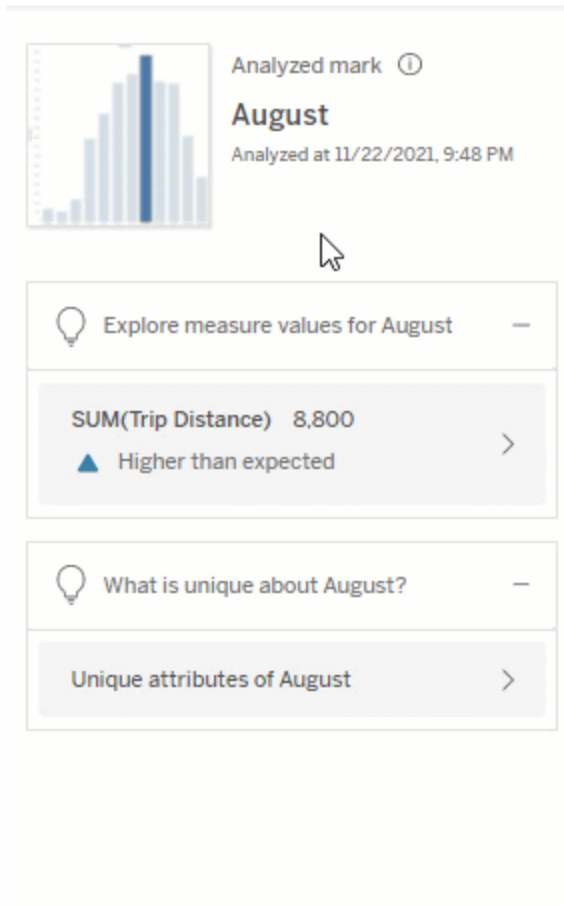 Analyzed mark
August
Analyzed at 11/22/2021, 9:48 PM
Explore measure values for August
SUM(Trip Distance) 8,800
Higher than expected
What is unique about August?
Unique attributes of August